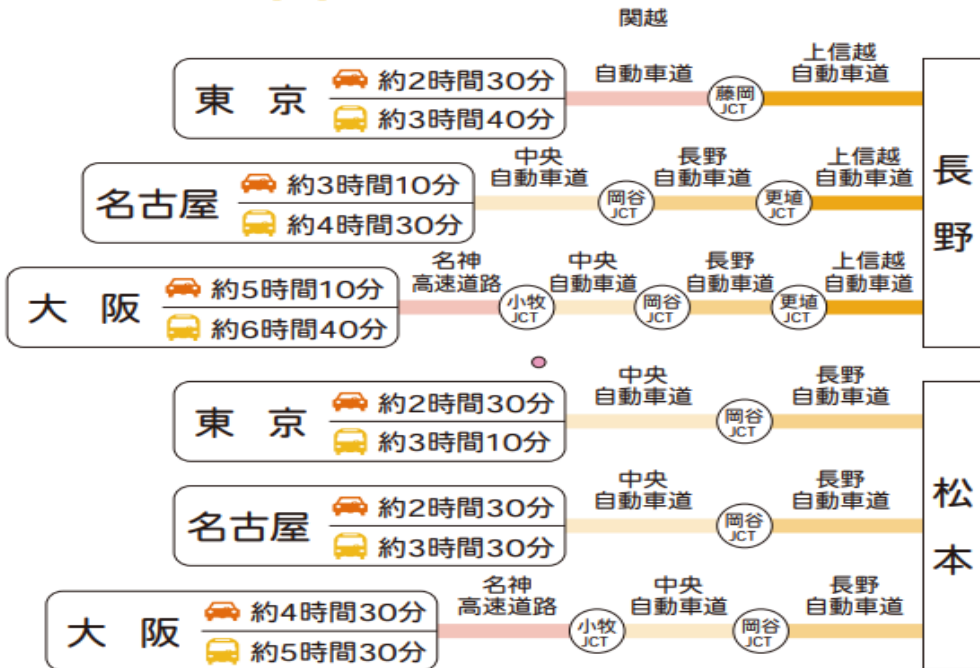 関越
自動車道
上信越
自動車道
東 京
約2時間30分
約3時間40分
藤岡
JCT
中央
自動車道
長野
自動車道
上信越
自動車道
名古屋
約3時間10分
約4時間30分
岡谷
JCT
更埴
JCT
名神
高速道路
中央
自動車道
長野
自動車道
上信越
自動車道
大 阪
約5時間10分
約6時間40分
小牧
JCT
岡谷
JCT
更埴
JCT
長野
中央
自動車道
長野
自動車道
東 京
約2時間30分
約3時間10分
岡谷
JCT
中央
自動車道
長野
自動車道
名古屋
約2時間30分
約3時間30分
岡谷
JCT
名神
高速道路
中央
自動車道
長野
自動車道
大 阪
約4時間30分
約5時間30分
小牧
JCT
岡谷
JCT
松本